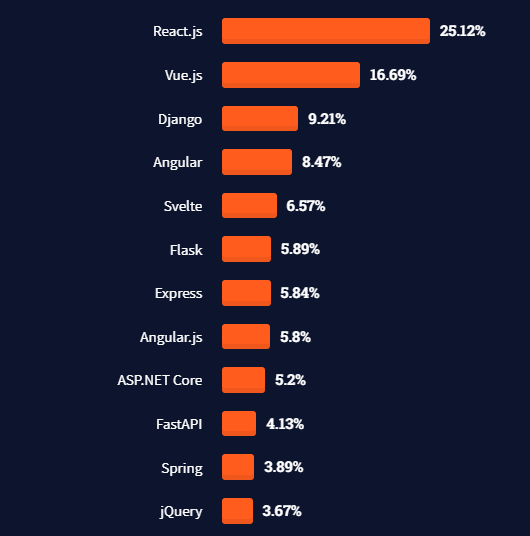 React.js 25.12%
Vue.js 16.69%
Django 9.21%
Angular 8.47%
Svelte 6.57%
Flask 5.89%
Express 5.84%
Angular.js 5.8%
ASP.NET Core 5.2%
FastAPI 4.13%
Spring 3.89%
jQuery 3.67%